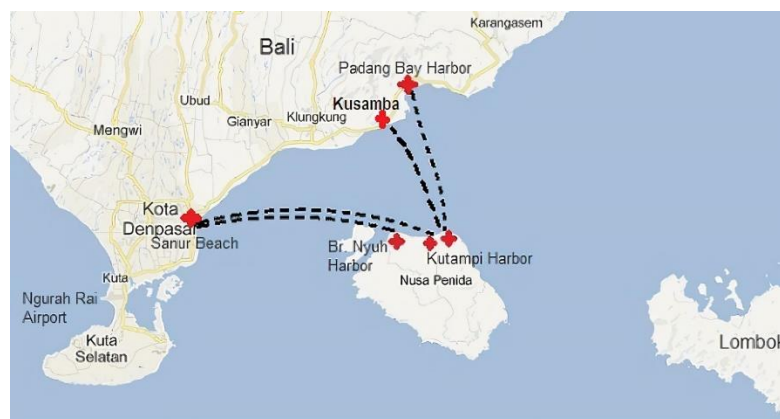 Karangasem
Bali
Padang Bay Harbor
Ubud
Kusamba
Klungkung
Gianyar
Mengwi
Kota
Denpasar
Sanur Beach
Br. Nyuh
Harbor
Kutampi Harbor
Kuta
Nusa Penida
Ngurah Rai
Airport
Kuta
Selatan
Lombok